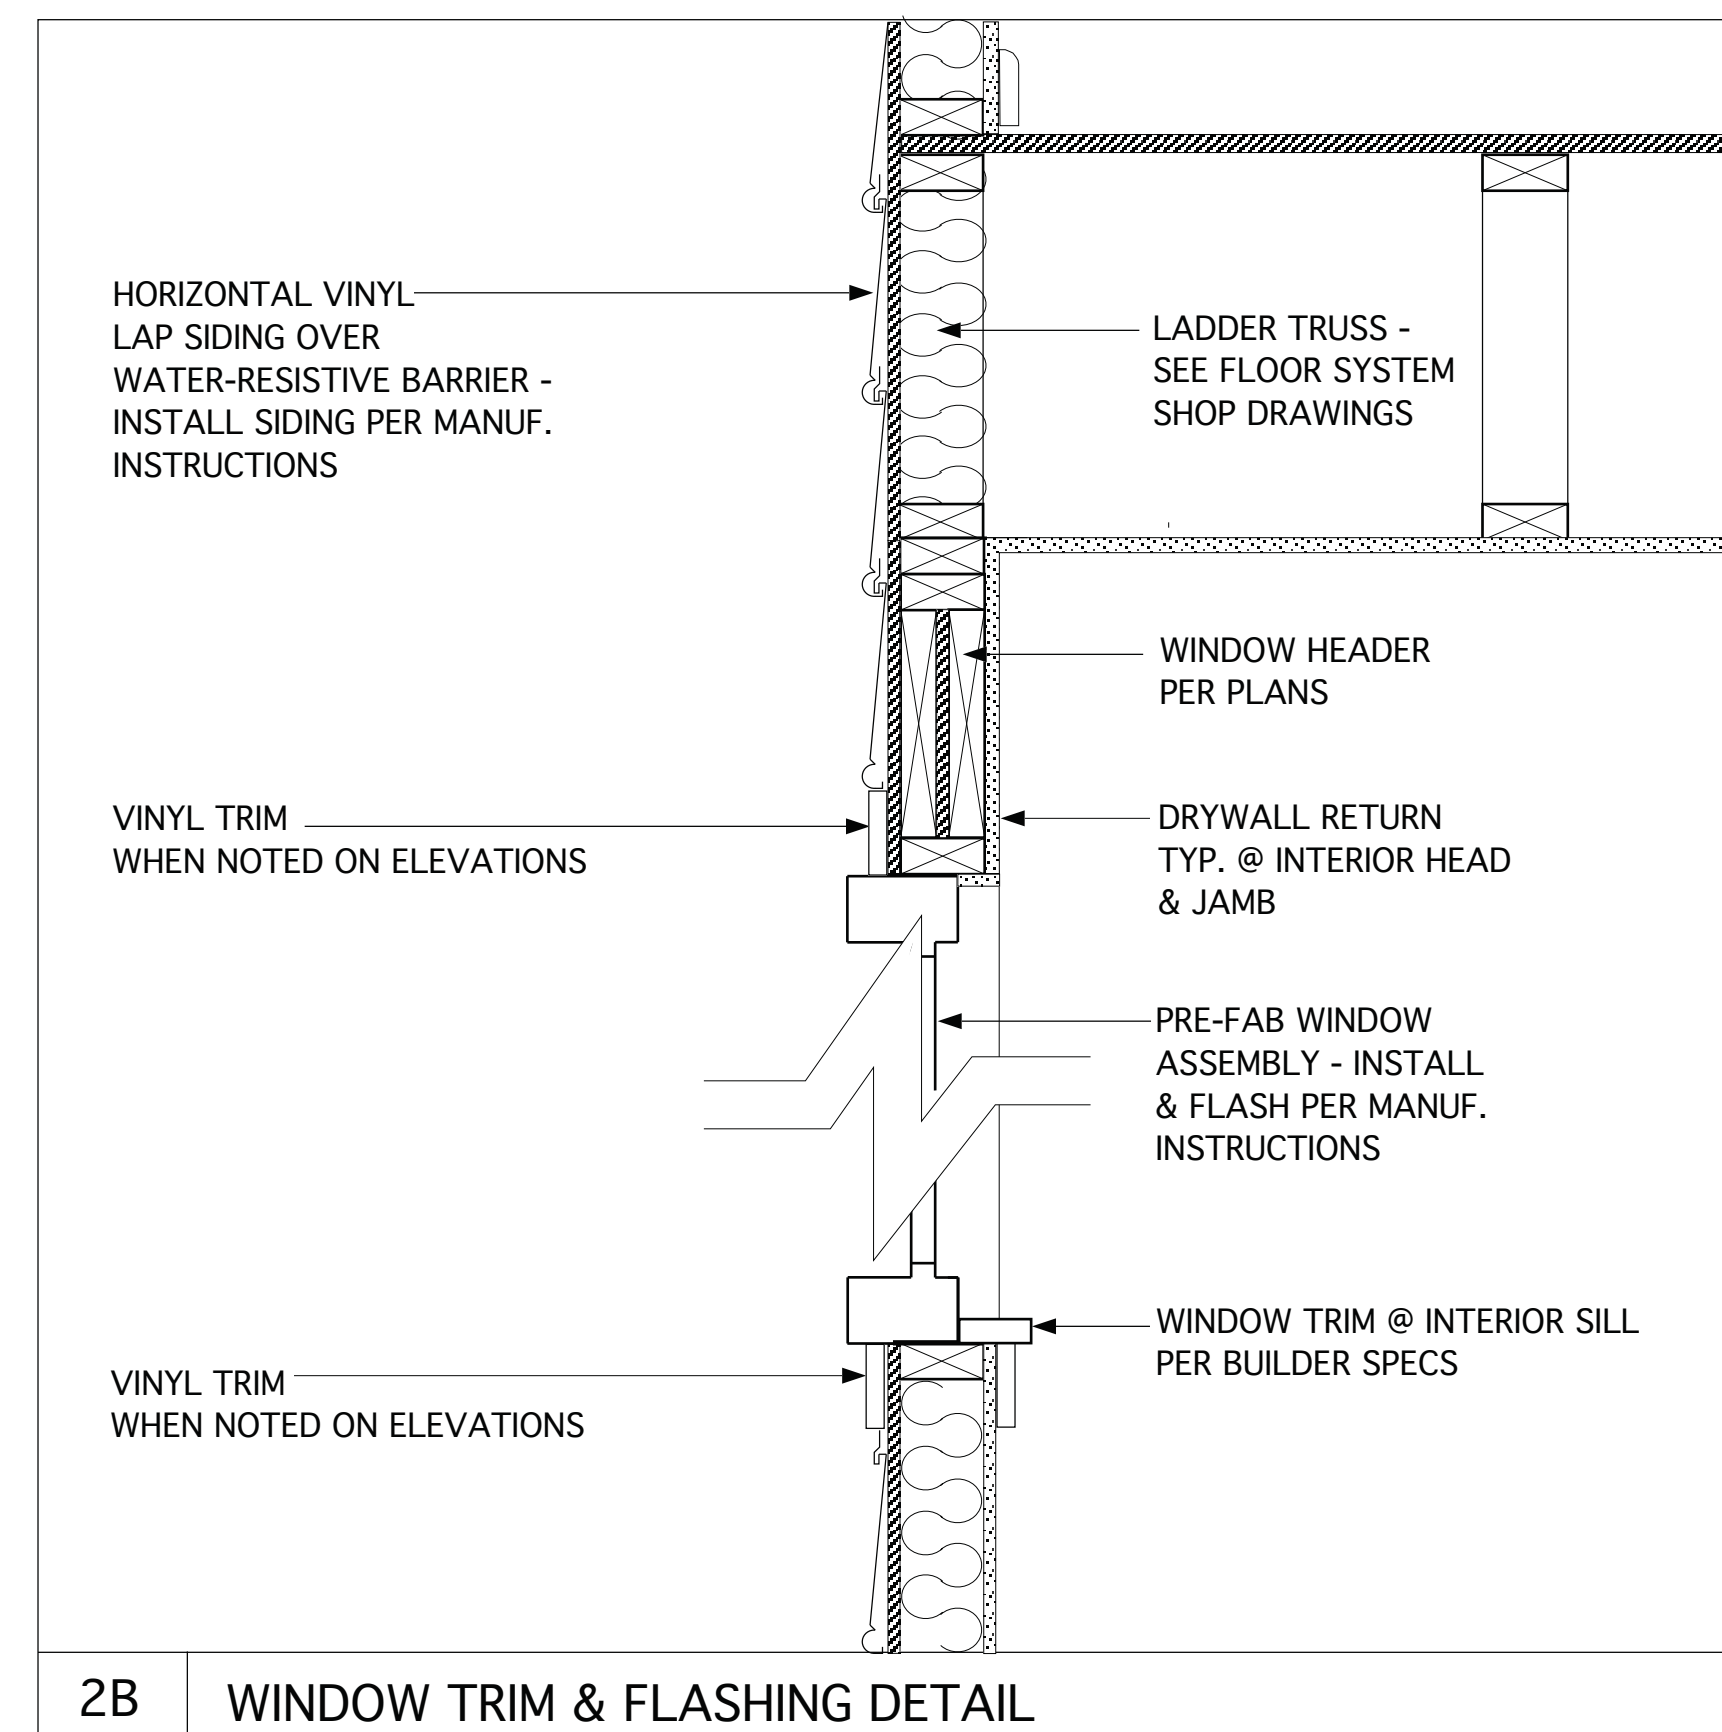 HORIZONTAL VINYL
LAP SIDING OVER
WATER-RESISTIVE BARRIER -
INSTALL SIDING PER MANUF.
INSTRUCTIONS
LADDER TRUSS -
SEE FLOOR SYSTEM
SHOP DRAWINGS
WINDOW HEADER
PER PLANS
VINYL TRIM
WHEN NOTED ON ELEVATIONS
DRYWALL RETURN
TYP. @ INTERIOR HEAD
& JAMB
PRE-FAB WINDOW
ASSEMBLY - INSTALL
& FLASH PER MANUF.
INSTRUCTIONS
WINDOW TRIM @ INTERIOR SILL
PER BUILDER SPECS
VINYL TRIM
WHEN NOTED ON ELEVATIONS
2B
WINDOW TRIM & FLASHING DETAIL